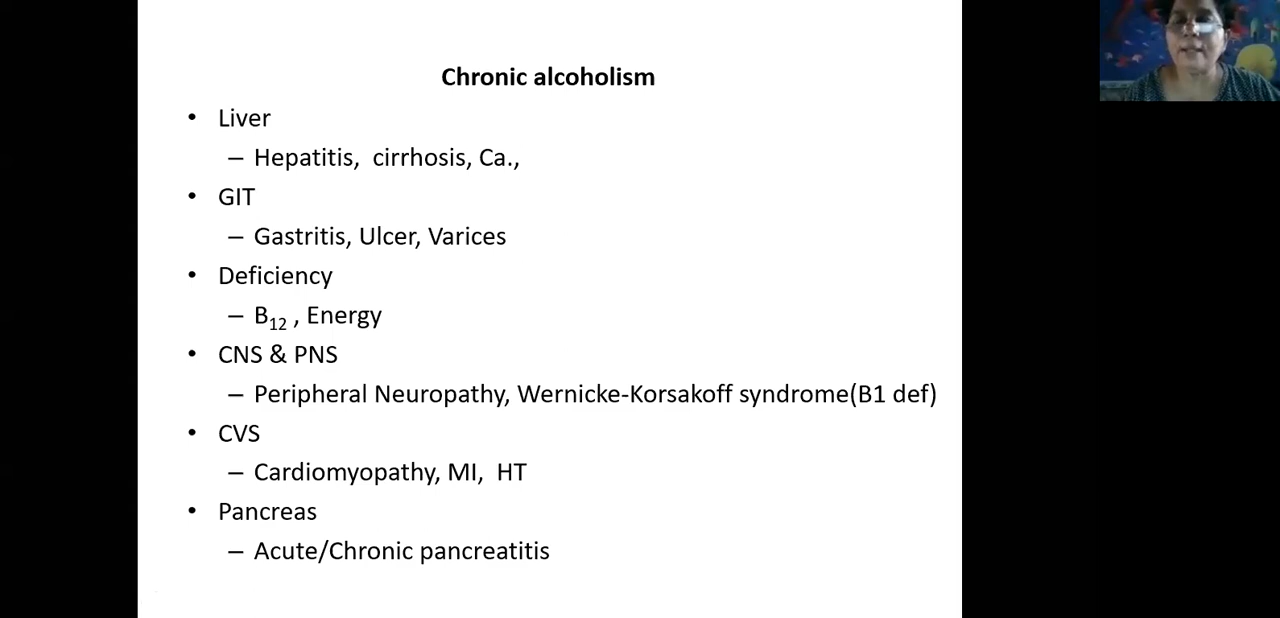 Chronic alcoholism
• Liver
– Hepatitis,  cirrhosis, Ca.,
• GIT
– Gastritis, Ulcer, Varices
• Deficiency
– B₁₂ , Energy
• CNS & PNS
– Peripheral Neuropathy, Wernicke-Korsakoff syndrome(B1 def)
• CVS
– Cardiomyopathy, MI,  HT
• Pancreas
– Acute/Chronic pancreatitis